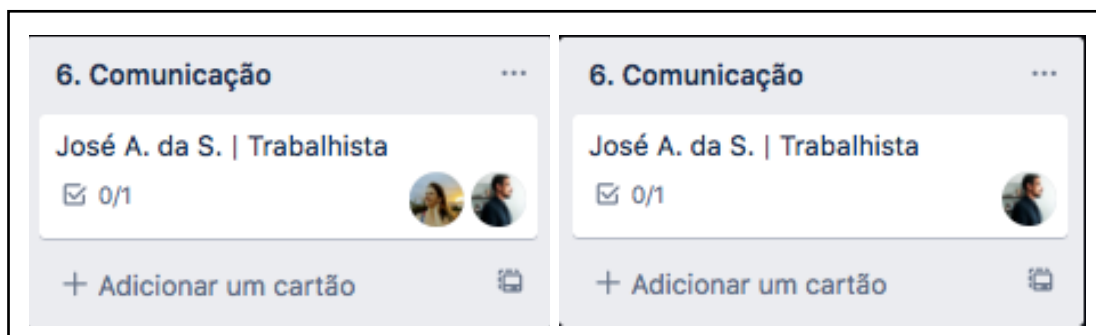 6. Comunicação ...
José A. da S. | Trabalhista
0/1
+ Adicionar um cartão
6. Comunicação ...
José A. da S. | Trabalhista
0/1
+ Adicionar um cartão